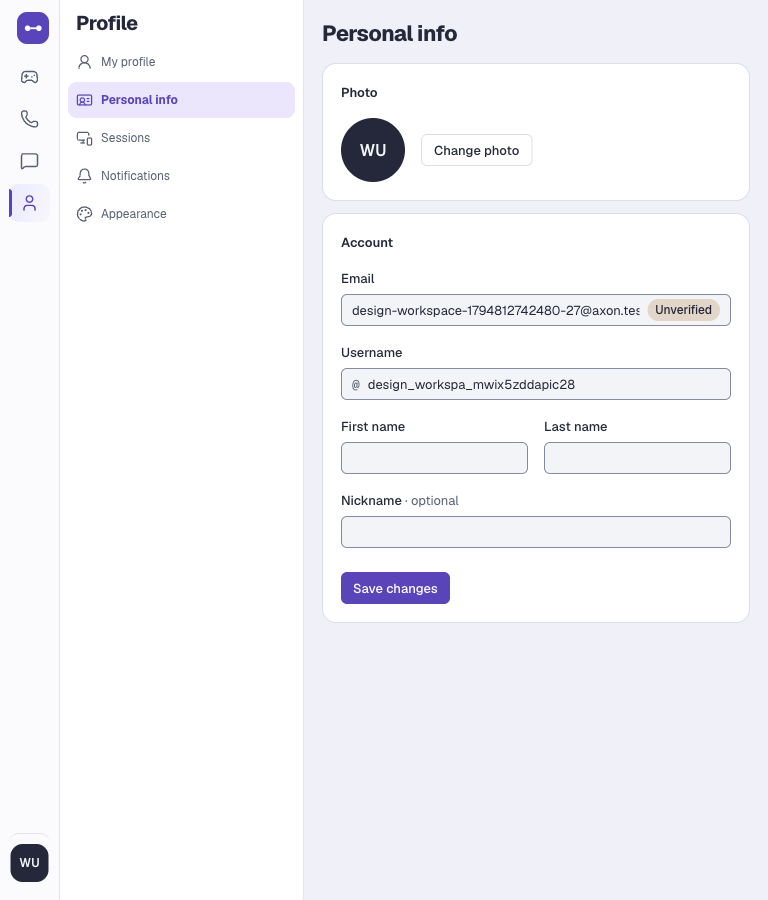 Profile
My profile
Personal info
Sessions
Notifications
Appearance
WU
Personal info
Photo
WU
Change photo
Account
Email
design-workspace-1794812742480-27@axon.tes
Unverified
Username
@ design_workspa_mwix5zddapic28
First name
Last name
Nickname · optional
Save changes